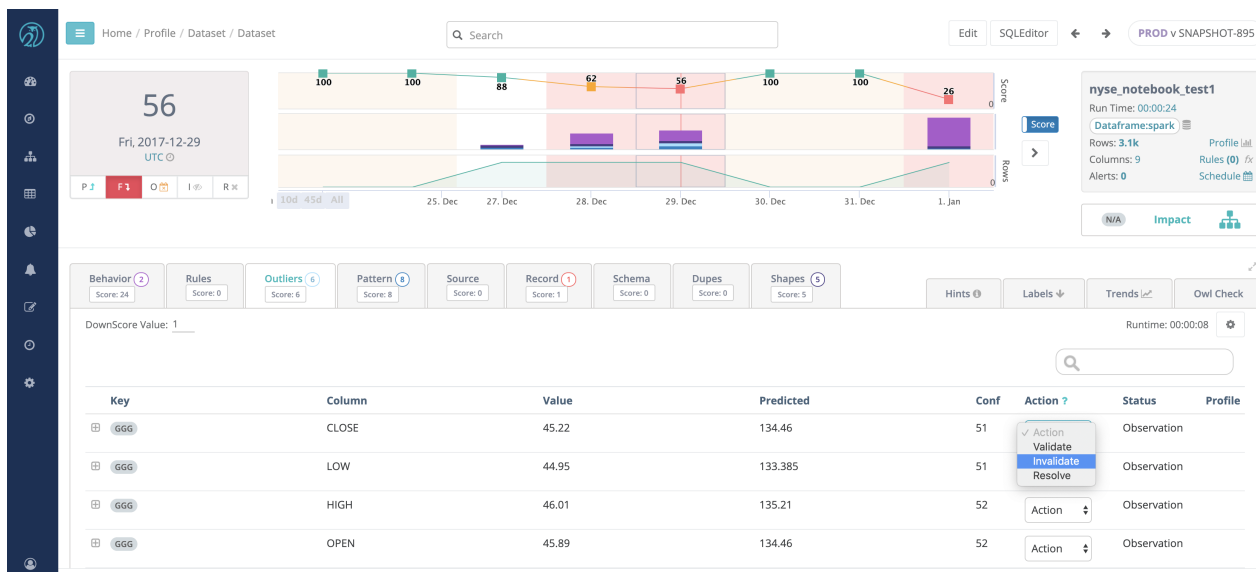 Home / Profile / Dataset / Dataset
Search
Edit
SQLEditor
PROD v SNAPSHOT-895
56
Fri, 2017-12-29
UTC
P
F
O
I
R
100
100
88
62
56
100
100
26
Score
0
Rows
0
10d 45d All
25. Dec
27. Dec
28. Dec
29. Dec
30. Dec
31. Dec
1. Jan
Score
nyse_notebook_test1
Run Time: 00:00:24
Dataframe:spark
Rows: 3.1k Profile
Columns: 9 Rules (0) fx
Alerts: 0 Schedule
N/A Impact
Behavior 2
Score: 24
Rules
Score: 0
Outliers 6
Score: 6
Pattern 8
Score: 8
Source
Score: 0
Record 1
Score: 1
Schema
Score: 0
Dupes
Score: 0
Shapes 5
Score: 5
Hints
Labels
Trends
Owl Check
DownScore Value: 1
Runtime: 00:00:08
Key Column Value Predicted Conf Action ? Status Profile
GGG CLOSE 45.22 134.46 51 Observation
Action
Validate
Invalidate
Resolve
GGG LOW 44.95 133.385 51 Observation
GGG HIGH 46.01 135.21 52 Action Observation
GGG OPEN 45.89 134.46 52 Action Observation